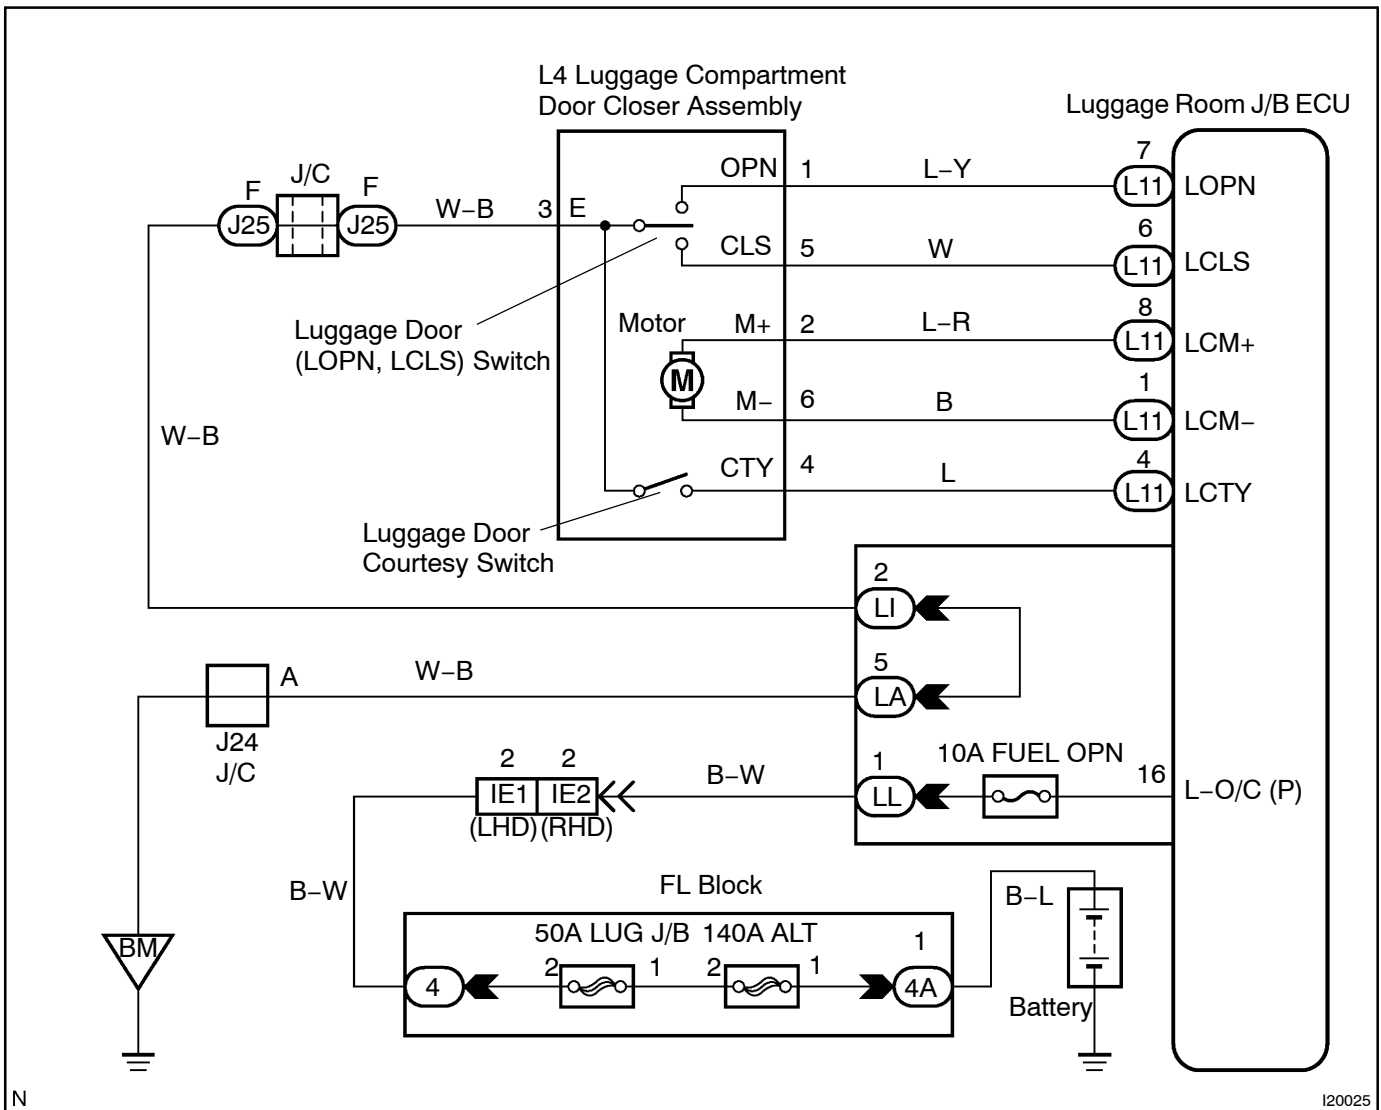 L4 Luggage Compartment
Door Closer Assembly
Luggage Room J/B ECU
J/C
F
F
J25
J25
W−B
3
E
OPN
1
L−Y
7
L11
LOPN
CLS
5
W
6
L11
LCLS
Luggage Door
(LOPN, LCLS) Switch
Motor
M
M+
2
L−R
8
L11
LCM+
M−
6
B
1
L11
LCM−
W−B
CTY
4
L
4
L11
LCTY
Luggage Door
Courtesy Switch
2
LI
5
LA
A
W−B
J24
J/C
2
2
IE1
IE2
(LHD)
(RHD)
B−W
1
LL
10A FUEL OPN
16
L−O/C (P)
B−W
FL Block
B−L
50A LUG J/B
140A ALT
1
4
2
1
2
1
4A
Battery
BM
N
I20025